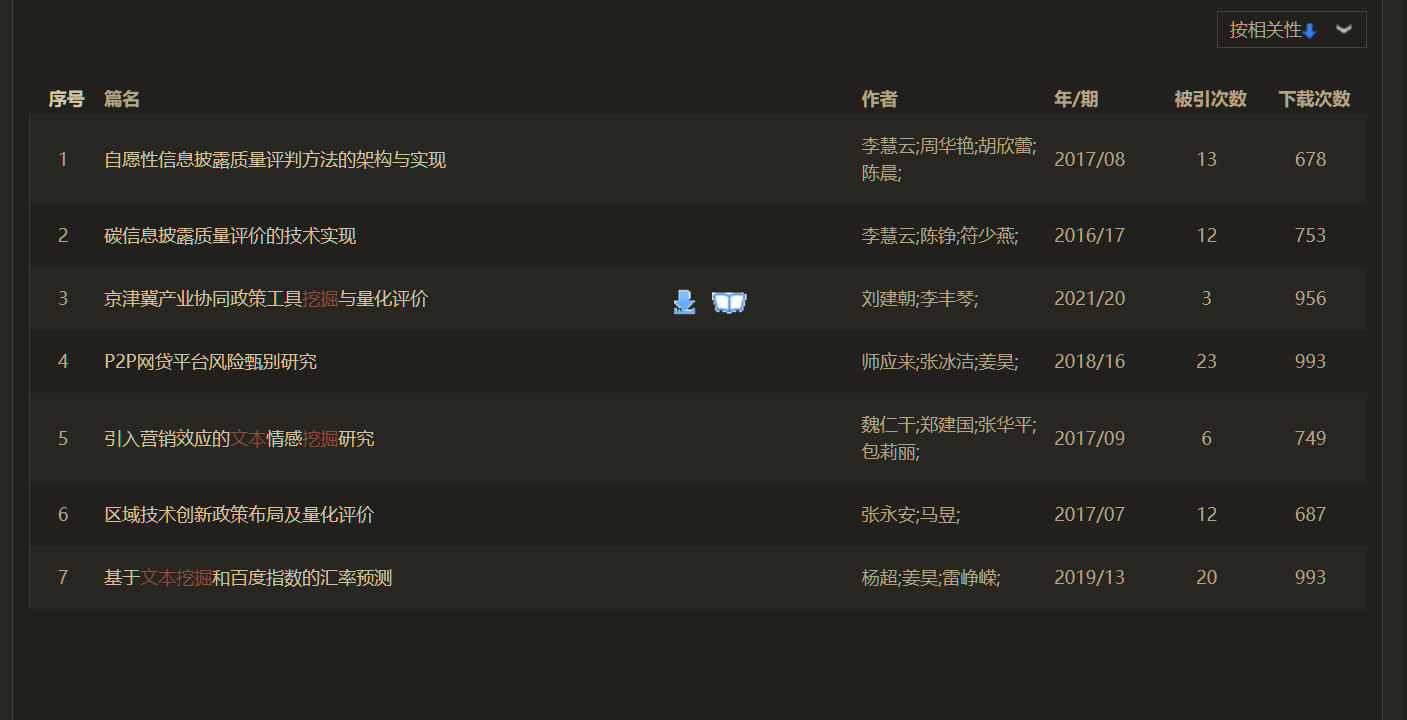 按相关性
序号 篇名 作者 年/期 被引次数 下载次数
1 自愿性信息披露质量评判方法的架构与实现 李慧云;周华艳;胡欣蕾; 2017/08 13 678
陈晨;
2 碳信息披露质量评价的技术实现 李慧云;陈铮;符少燕; 2016/17 12 753
3 京津冀产业协同政策工具挖掘与量化评价 刘建朝;李丰琴; 2021/20 3 956
4 P2P网贷平台风险甄别研究 师应来;张冰洁;姜昊; 2018/16 23 993
5 引入营销效应的文本情感挖掘研究 魏仁干;郑建国;张华平; 2017/09 6 749
包莉丽;
6 区域技术创新政策布局及量化评价 张永安;马昱; 2017/07 12 687
7 基于文本挖掘和百度指数的汇率预测 杨超;姜昊;雷峥嵘; 2019/13 20 993